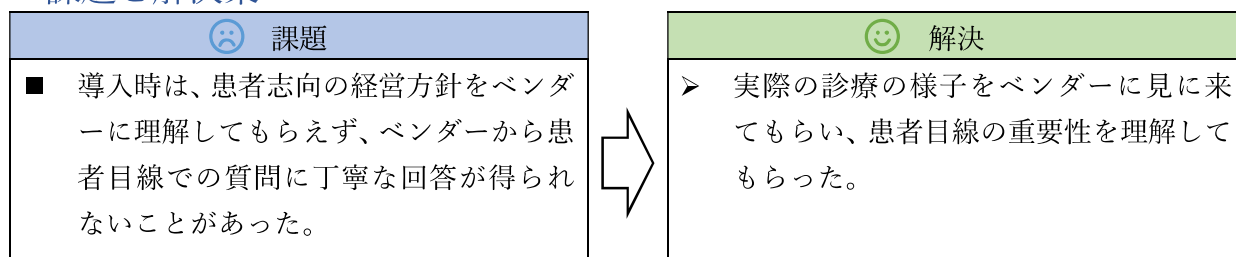 課題
■ 導入時は、患者志向の経営方針をベンダ
ーに理解してもらえず、ベンダーから患
者目線での質問に丁寧な回答が得られ
ないことがあった。
解決
➢ 実際の診療の様子をベンダーに見に来
てもらい、患者目線の重要性を理解して
もらった。